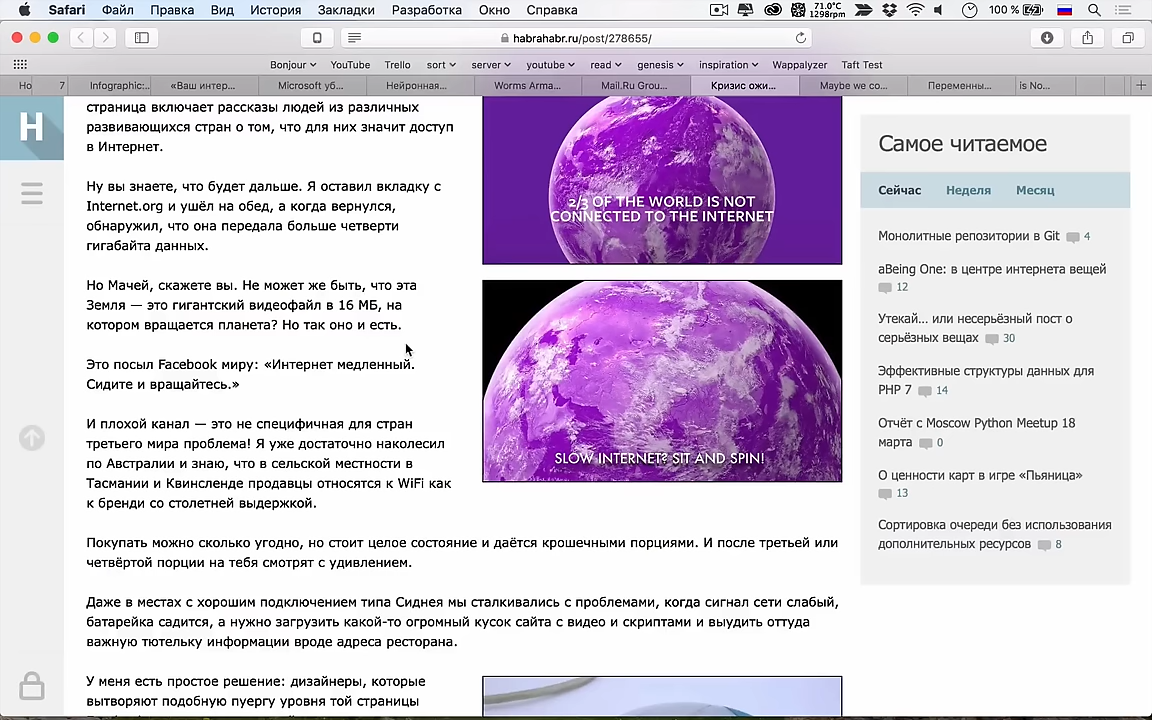 Safari Файл Правка Вид История Закладки Разработка Окно Справка
71.0°C
1298rpm
100 %
habrahabr.ru/post/278655/
Bonjour YouTube Trello sort server youtube read genesis inspiration Wappalyzer Taft Test
Но 7 Infographic:.. «Ваш интер... Microsoft уб... Нейронная... Worms Arma... Mail.Ru Grou... Кризис ожи... Maybe we co... Переменны... is No...
H
страница включает рассказы людей из различных
развивающихся стран о том, что для них значит доступ
в Интернет.
Ну вы знаете, что будет дальше. Я оставил вкладку с
Internet.org и ушёл на обед, а когда вернулся,
обнаружил, что она передала больше четверти
гигабайта данных.
Но Мачей, скажете вы. Не может же быть, что эта
Земля — это гигантский видеофайл в 16 МБ, на
котором вращается планета? Но так оно и есть.
Это посыл Facebook миру: «Интернет медленный.
Сидите и вращайтесь.»
И плохой канал — это не специфичная для стран
третьего мира проблема! Я уже достаточно наколесил
по Австралии и знаю, что в сельской местности в
Тасмании и Квинсленде продавцы относятся к WiFi как
к бренди со столетней выдержкой.
2/3 OF THE WORLD IS NOT
CONNECTED TO THE INTERNET
SLOW INTERNET? SIT AND SPIN!
Покупать можно сколько угодно, но стоит целое состояние и даётся крошечными порциями. И после третьей или
четвёртой порции на тебя смотрят с удивлением.
Даже в местах с хорошим подключением типа Сиднея мы сталкивались с проблемами, когда сигнал сети слабый,
батарейка садится, а нужно загрузить какой-то огромный кусок сайта с видео и скриптами и выудить оттуда
важную тютельку информации вроде адреса ресторана.
У меня есть простое решение: дизайнеры, которые
вытворяют подобную пуергу уровня той страницы
Самое читаемое
Сейчас Неделя Месяц
Монолитные репозитории в Git 4
aBeing One: в центре интернета вещей
12
Утекай... или несерьёзный пост о
серьёзных вещах 30
Эффективные структуры данных для
PHP 7 14
Отчёт с Moscow Python Meetup 18
марта 0
О ценности карт в игре «Пьяница»
13
Сортировка очереди без использования
дополнительных ресурсов 8